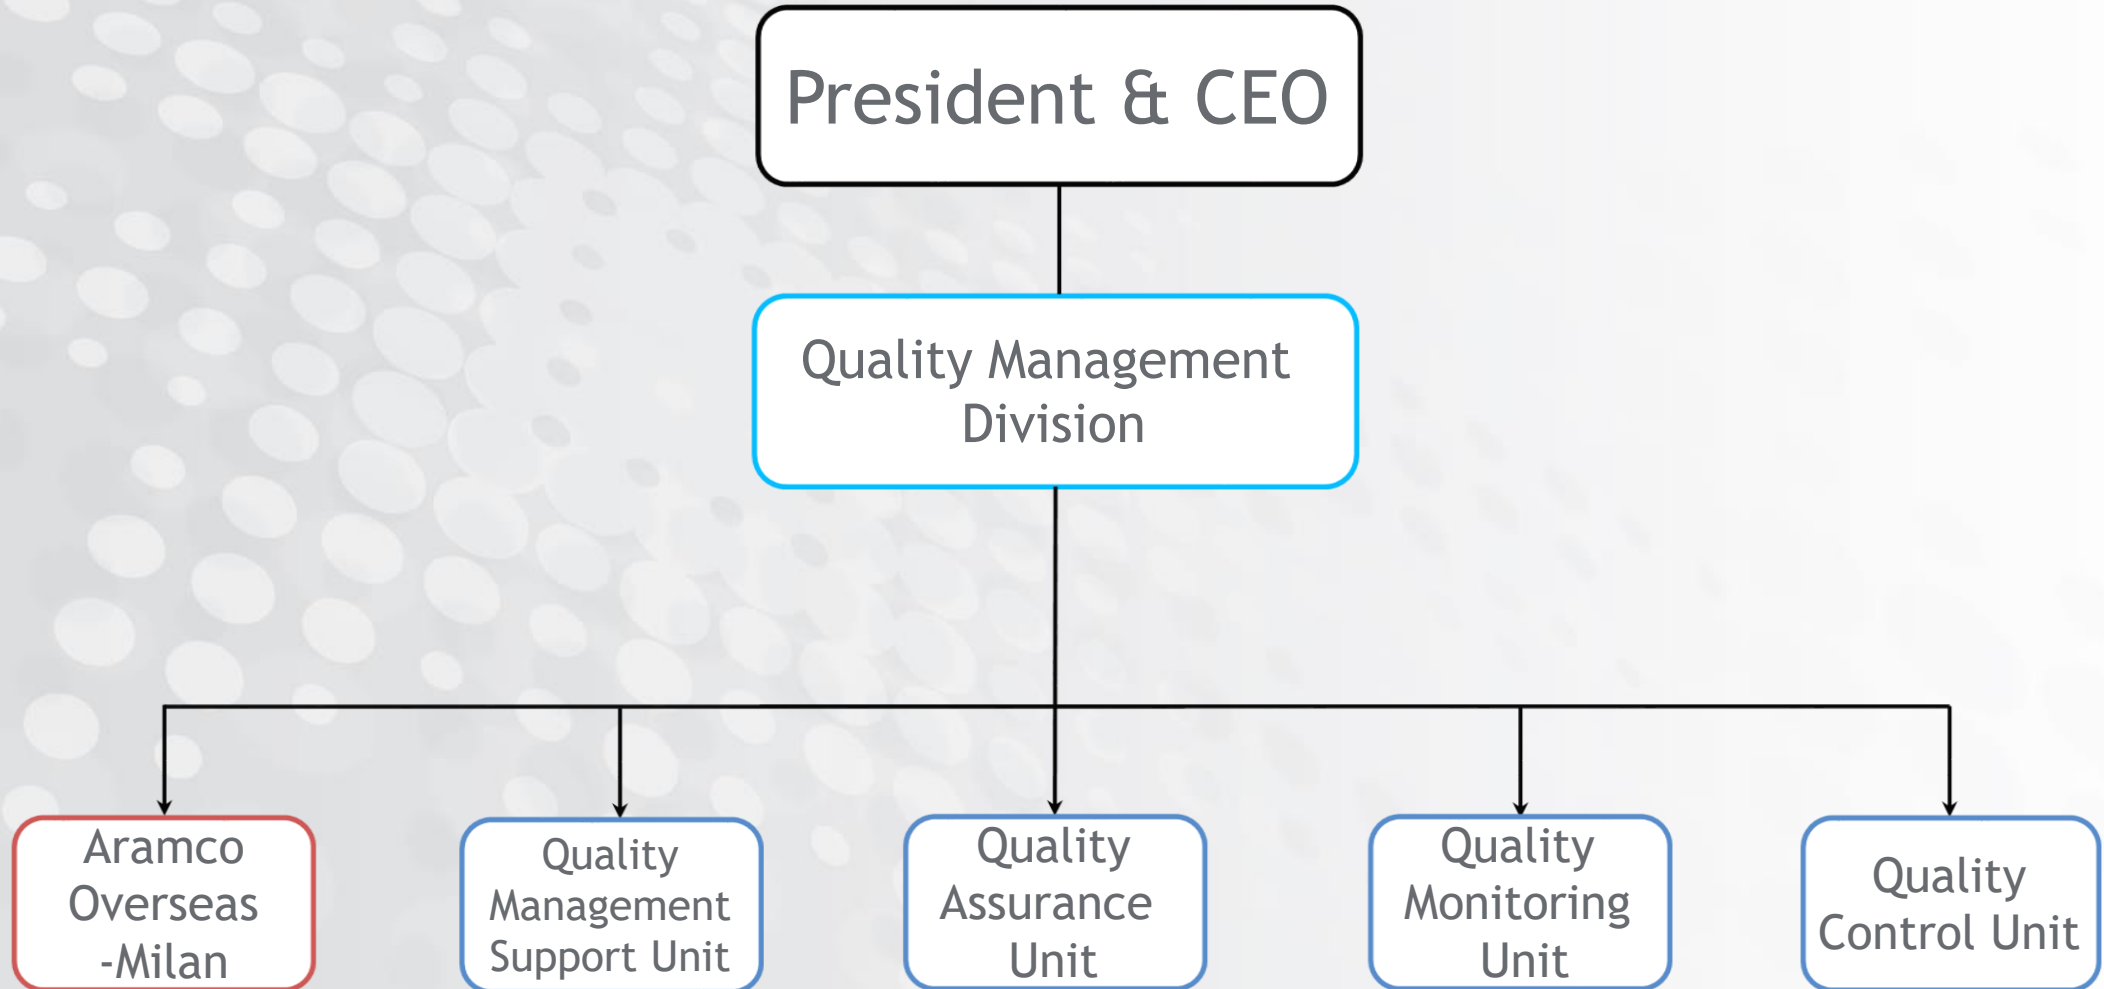 President & CEO
Quality Management
Division
Aramco
Overseas
-Milan
Quality
Management
Support Unit
Quality
Assurance
Unit
Quality
Monitoring
Unit
Quality
Control Unit